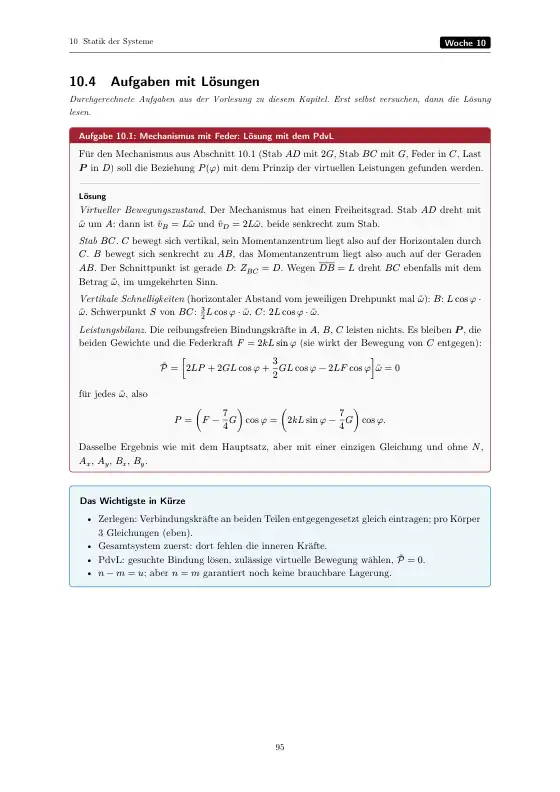 10 Statik der Systeme
Woche 10
10.4 Aufgaben mit Lösungen
Durchgerechnete Aufgaben aus der Vorlesung zu diesem Kapitel. Erst selbst versuchen, dann die Lösung
lesen.
Aufgabe 10.1: Mechanismus mit Feder: Lösung mit dem PdvL
Für den Mechanismus aus Abschnitt 10.1 (Stab AD mit 2G, Stab BC mit G, Feder in C, Last
P in D) soll die Beziehung P(φ) mit dem Prinzip der virtuellen Leistungen gefunden werden.
Lösung
Virtueller Bewegungszustand. Der Mechanismus hat einen Freiheitsgrad. Stab AD dreht mit
ω̃ um A: dann ist ṽ_B = Lω̃ und ṽ_D = 2Lω̃, beide senkrecht zum Stab.
Stab BC. C bewegt sich vertikal, sein Momentanzentrum liegt also auf der Horizontalen durch
C. B bewegt sich senkrecht zu AB, das Momentanzentrum liegt also auch auf der Geraden
AB. Der Schnittpunkt ist gerade D: Z_BC = D. Wegen D̅B̅ = L dreht BC ebenfalls mit dem
Betrag ω̃, im umgekehrten Sinn.
Vertikale Schnelligkeiten (horizontaler Abstand vom jeweiligen Drehpunkt mal ω̃): B: L cos φ ·
ω̃, Schwerpunkt S von BC: 3/2 L cos φ · ω̃, C: 2L cos φ · ω̃.
Leistungsbilanz. Die reibungsfreien Bindungskräfte in A, B, C leisten nichts. Es bleiben P, die
beiden Gewichte und die Federkraft F = 2kL sin φ (sie wirkt der Bewegung von C entgegen):
P̃ = [2LP + 2GL cos φ + 3/2 GL cos φ − 2LF cos φ] ω̃ = 0
für jedes ω̃, also
P = (F − 7/4 G) cos φ = (2kL sin φ − 7/4 G) cos φ.
Dasselbe Ergebnis wie mit dem Hauptsatz, aber mit einer einzigen Gleichung und ohne N,
A_x, A_y, B_x, B_y.
Das Wichtigste in Kürze
• Zerlegen: Verbindungskräfte an beiden Teilen entgegengesetzt gleich eintragen; pro Körper
3 Gleichungen (eben).
• Gesamtsystem zuerst: dort fehlen die inneren Kräfte.
• PdvL: gesuchte Bindung lösen, zulässige virtuelle Bewegung wählen, P̃ = 0.
• n − m = u; aber n = m garantiert noch keine brauchbare Lagerung.
95